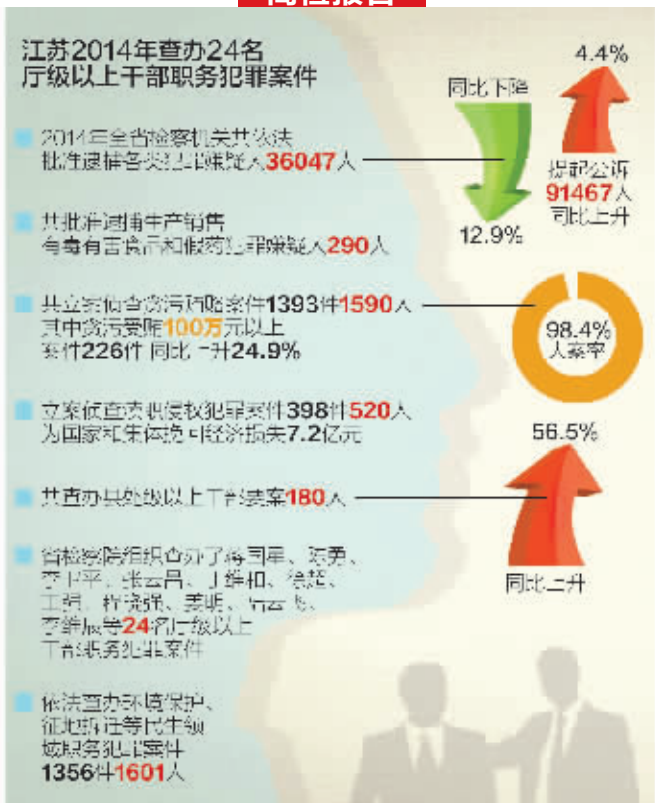 江苏2014年查办24名
厅级以上干部职务犯罪案件
2014年全省检察机关共依法
批准逮捕各类犯罪嫌疑人36047人
同比下降
12.9%
4.4%
提起公诉
91467人
同比上升
共批准逮捕生产销售
有毒有害食品和假药犯罪嫌疑人290人
共立案侦查贪污贿赂案件1393件1590人
其中贪污受贿100万元以上
案件226件 同比上升24.9%
98.4%
大案率
立案侦查渎职侵权犯罪案件398件520人
为国家和集体挽回经济损失7.2亿元
共查办县处级以上干部要案180人
56.5%
同比上升
省检察院组织查办了
李卫平、张云昌、丁维和、徐超、
程晓强、姜明、
李维辰等24名厅级以上
干部职务犯罪案件
依法查办环境保护、
征地拆迁等民生领
域职务犯罪案件
1356件1601人